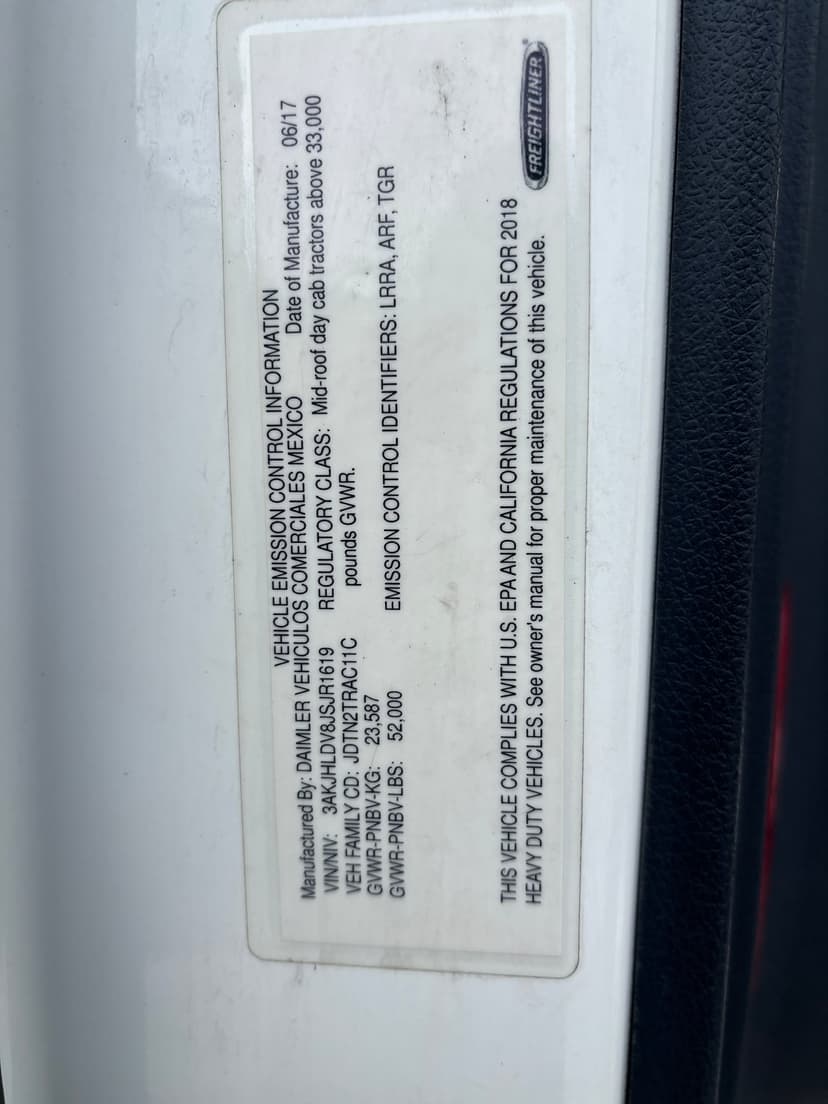 VEHICLE EMISSION CONTROL INFORMATION
Manufactured By: DAIMLER VEHICULOS COMERCIALES MEXICO Date of Manufacture: 06/17
VIN/NIV: 3AKJHLDV8JSJR1619 REGULATORY CLASS: Mid-roof day cab tractors above 33,000
VEH FAMILY CD: JDTN2TRAC11C pounds GVWR.
GVWR-PNBV-KG: 23,587
GVWR-PNBV-LBS: 52,000 EMISSION CONTROL IDENTIFIERS: LRRA, ARF, TGR
THIS VEHICLE COMPLIES WITH U.S. EPA AND CALIFORNIA REGULATIONS FOR 2018
HEAVY DUTY VEHICLES. See owner's manual for proper maintenance of this vehicle.
FREIGHTLINER